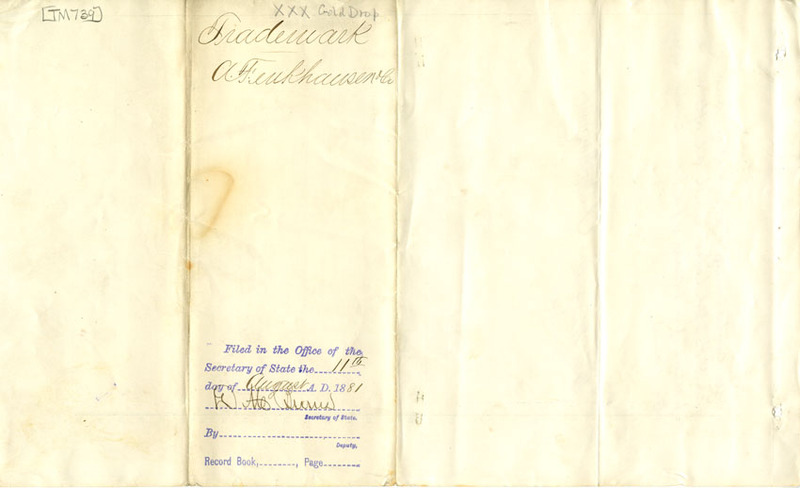 [TM739]
XXX Gold Drop
Trademark
A Fenkhausen & Co
Filed in the Office of the
Secretary of State the 11th
day of August A. D. 1881
Secretary of State.
By
Deputy.
Record Book, , Page